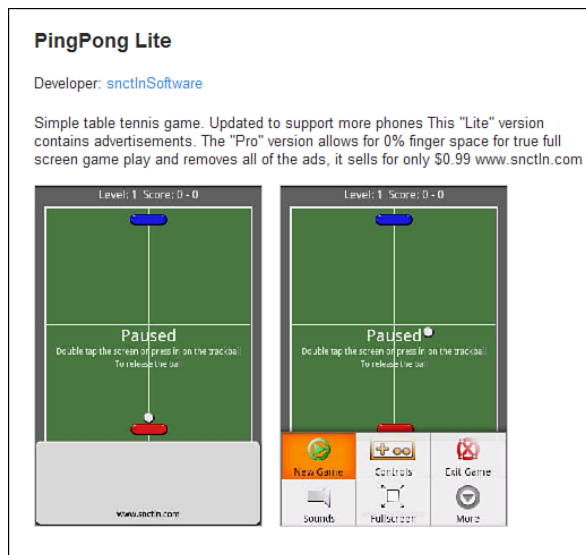 PingPong Lite
Developer: snctlnSoftware
Simple table tennis game. Updated to support more phones This "Lite" version
contains advertisements. The "Pro" version allows for 0% finger space for true full
screen game play and removes all of the ads, it sells for only $0.99 www.snctln.com
Level: 1 Score: 0 - 0
Paused
Double tap the screen or press in on the trackball
To release the ball
www.snctln.com
Level: 1 Score: 0 - 0
Paused
Double tap the screen or press in on the trackball
To release the ball
New Game
Controls
Exit Game
Sounds
Fullscreen
More